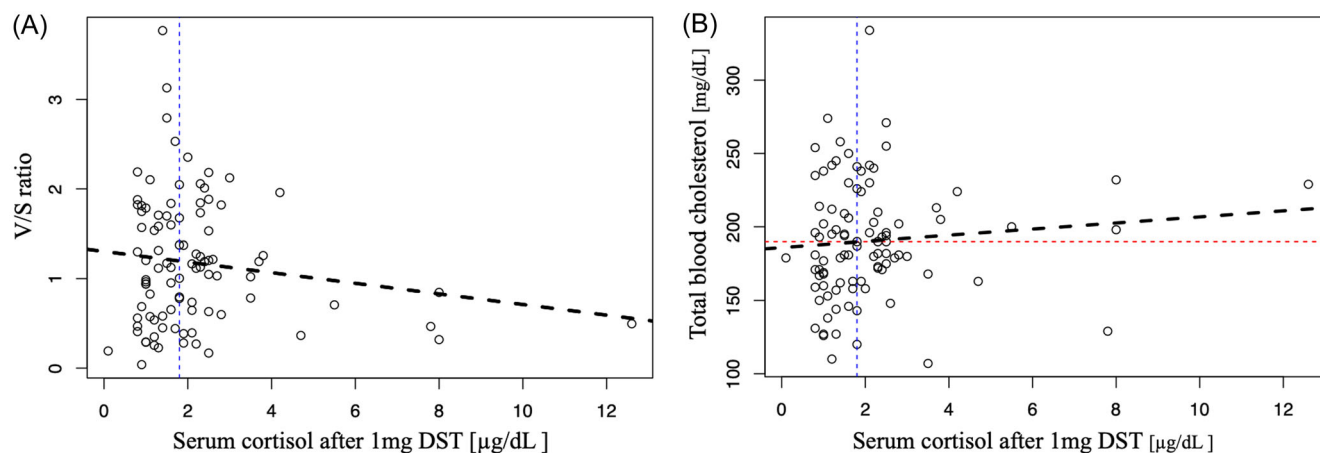 (A)
V/S ratio
3
2
1
0
0 2 4 6 8 10 12
Serum cortisol after 1mg DST [µg/dL ]
(B)
Total blood cholesterol [mg/dL]
300
250
200
150
100
0 2 4 6 8 10 12
Serum cortisol after 1mg DST [µg/dL ]